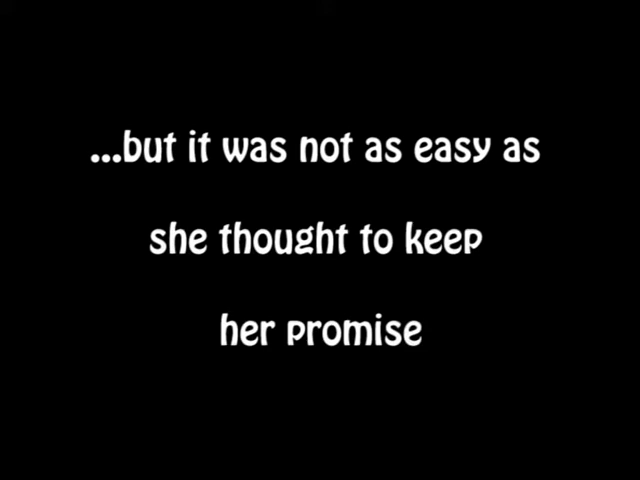 ...but it was not as easy as
she thought to keep
her promise